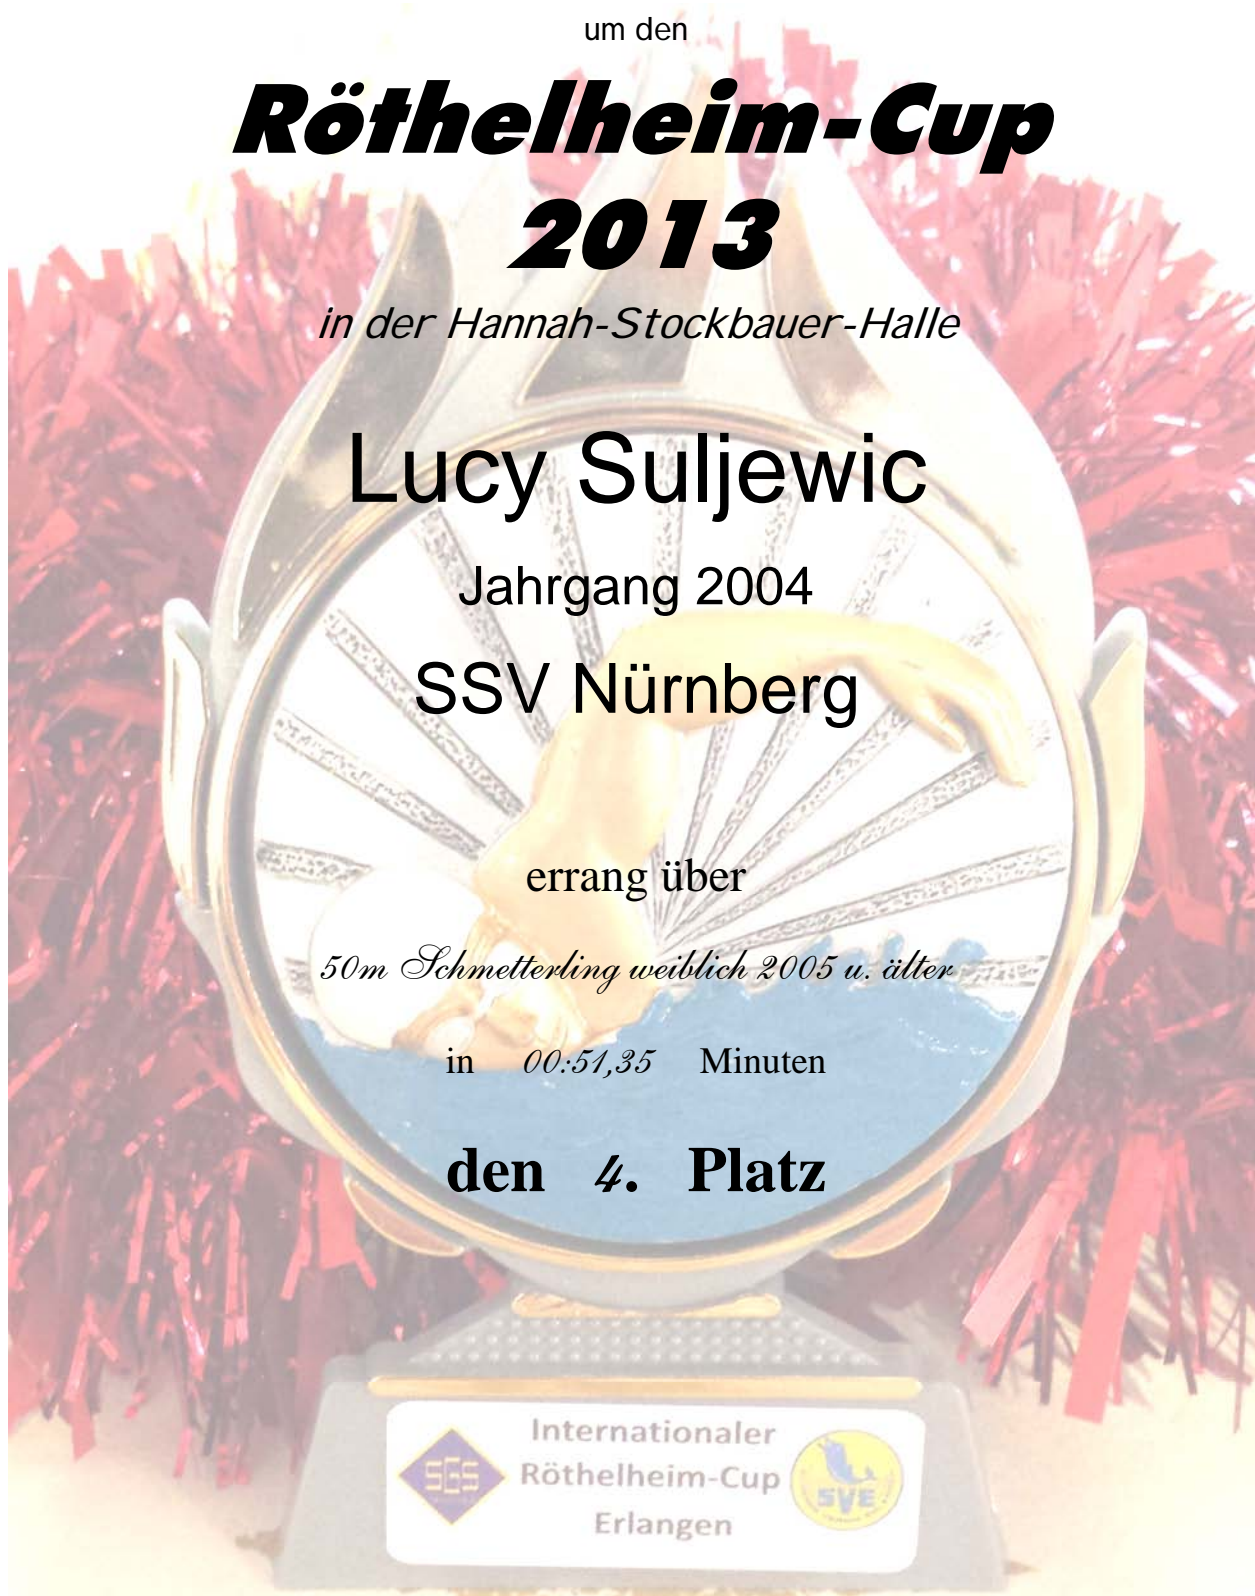 um den
Röthelheim-Cup
2013
in der Hannah-Stockbauer-Halle
Lucy Suljewic
Jahrgang 2004
SSV Nürnberg
errang über
50m Schmetterling weiblich 2005 u. älter
in 00:51,35 Minuten
den 4. Platz
Internationaler
SGS Röthelheim-Cup SVE
Erlangen